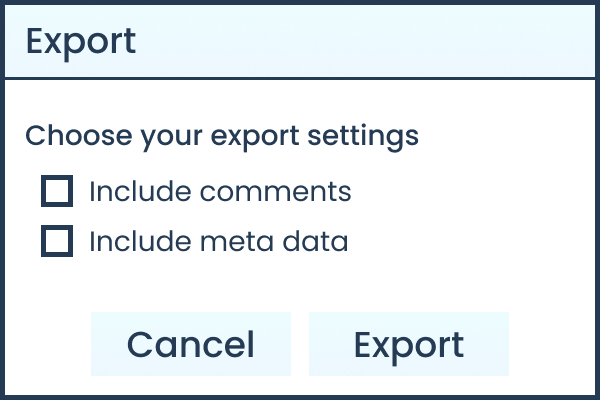 Export
Choose your export settings
Include comments
Include meta data
Cancel Export